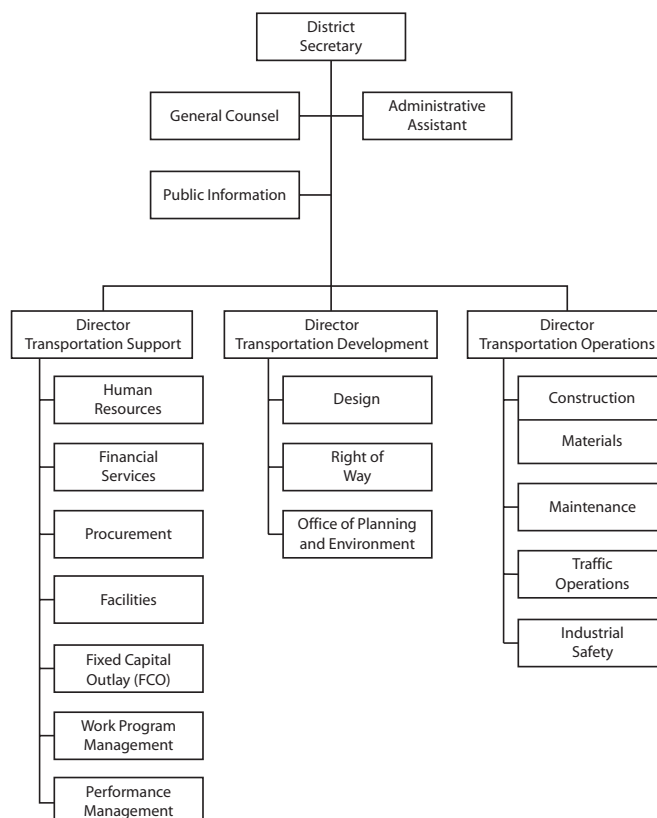 District
Secretary
General Counsel
Administrative
Assistant
Public Information
Director
Transportation Support
Director
Transportation Development
Director
Transportation Operations
Human
Resources
Financial
Services
Procurement
Facilities
Fixed Capital
Outlay (FCO)
Work Program
Management
Performance
Management
Design
Right of
Way
Office of Planning
and Environment
Construction
Materials
Maintenance
Traffic
Operations
Industrial
Safety